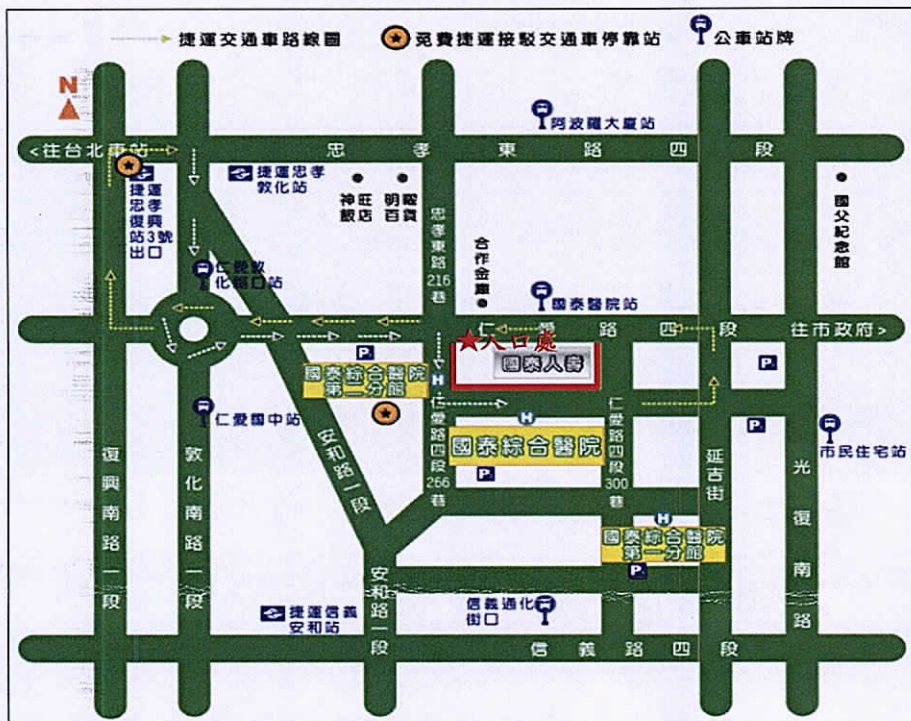 捷運交通車路線圖
免費捷運接駁交通車停靠站
公車站牌
N
阿波羅大廈站
<往台北車站
忠孝東路四段
捷運
忠孝
復興
站3號
出口
捷運忠孝
敦化站
神旺
飯店
明曜
百貨
忠孝東路216巷
合作金庫
國父紀念館
仁愛敦
化路口站
國泰醫院站
仁愛路四段
往市政府>
入口處
國泰人壽
P
國泰綜合醫院
第二分館
H
P
仁愛國中站
安和路一段
仁愛路四段266巷
H
國泰綜合醫院
P
仁愛路四段300巷
延吉街
P
市民住宅站
復興南路一段
敦化南路一段
光復南路
H
國泰綜合醫院
第一分館
P
安和路一段
捷運信義
安和站
信義通化
街口
信義路四段